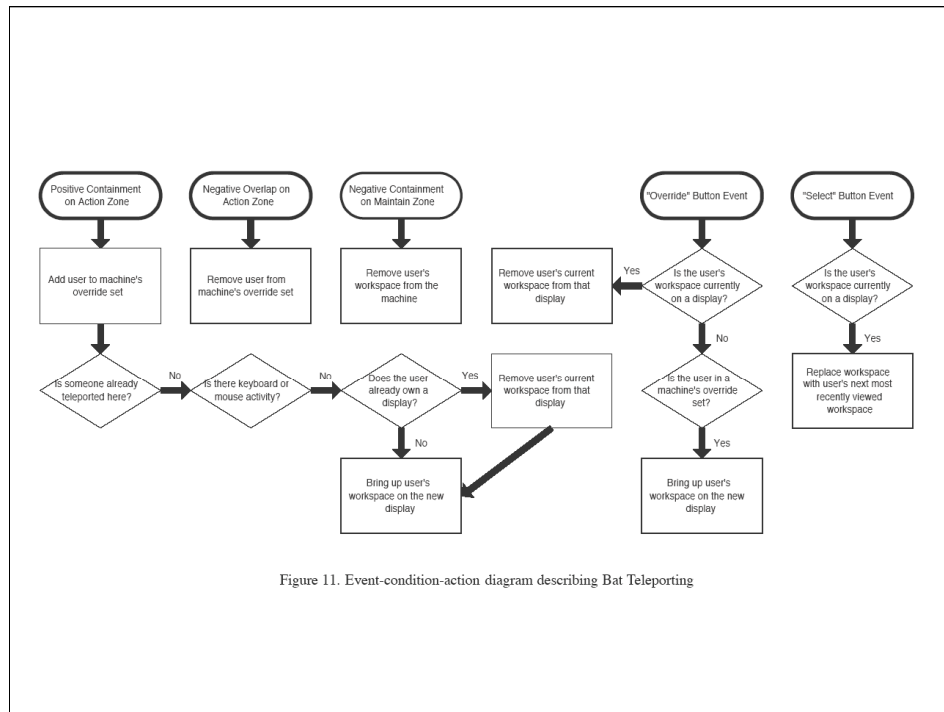 Positive Containment
on Action Zone
Negative Overlap on
Action Zone
Negative Containment
on Maintain Zone
"Override" Button Event
"Select" Button Event
Add user to machine's
override set
Remove user from
machine's override set
Remove user's
workspace from the
machine
Remove user's current
workspace from that
display
Yes
Is the user's
workspace currently
on a display?
Is the user's
workspace currently
on a display?
No
Yes
Is someone already
teleported here?
No
Is there keyboard or
mouse activity?
No
Does the user
already own a
display?
Yes
Remove user's current
workspace from that
display
Is the user in a
machine's override
set?
Replace workspace
with user's next most
recently viewed
workspace
No
Yes
Bring up user's
workspace on the new
display
Bring up user's
workspace on the new
display
Figure 11. Event-condition-action diagram describing Bat Teleporting